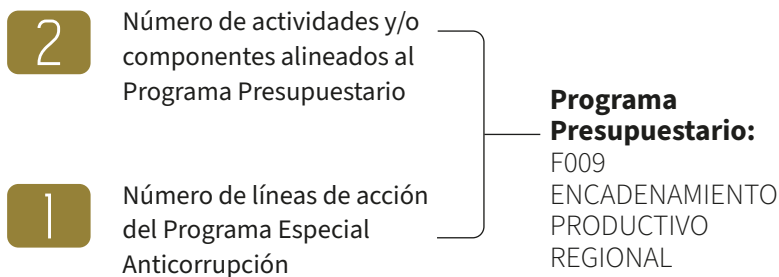 2
Número de actividades y/o
componentes alineados al
Programa Presupuestario
1
Número de líneas de acción
del Programa Especial
Anticorrupción
Programa
Presupuestario:
F009
ENCADENAMIENTO
PRODUCTIVO
REGIONAL